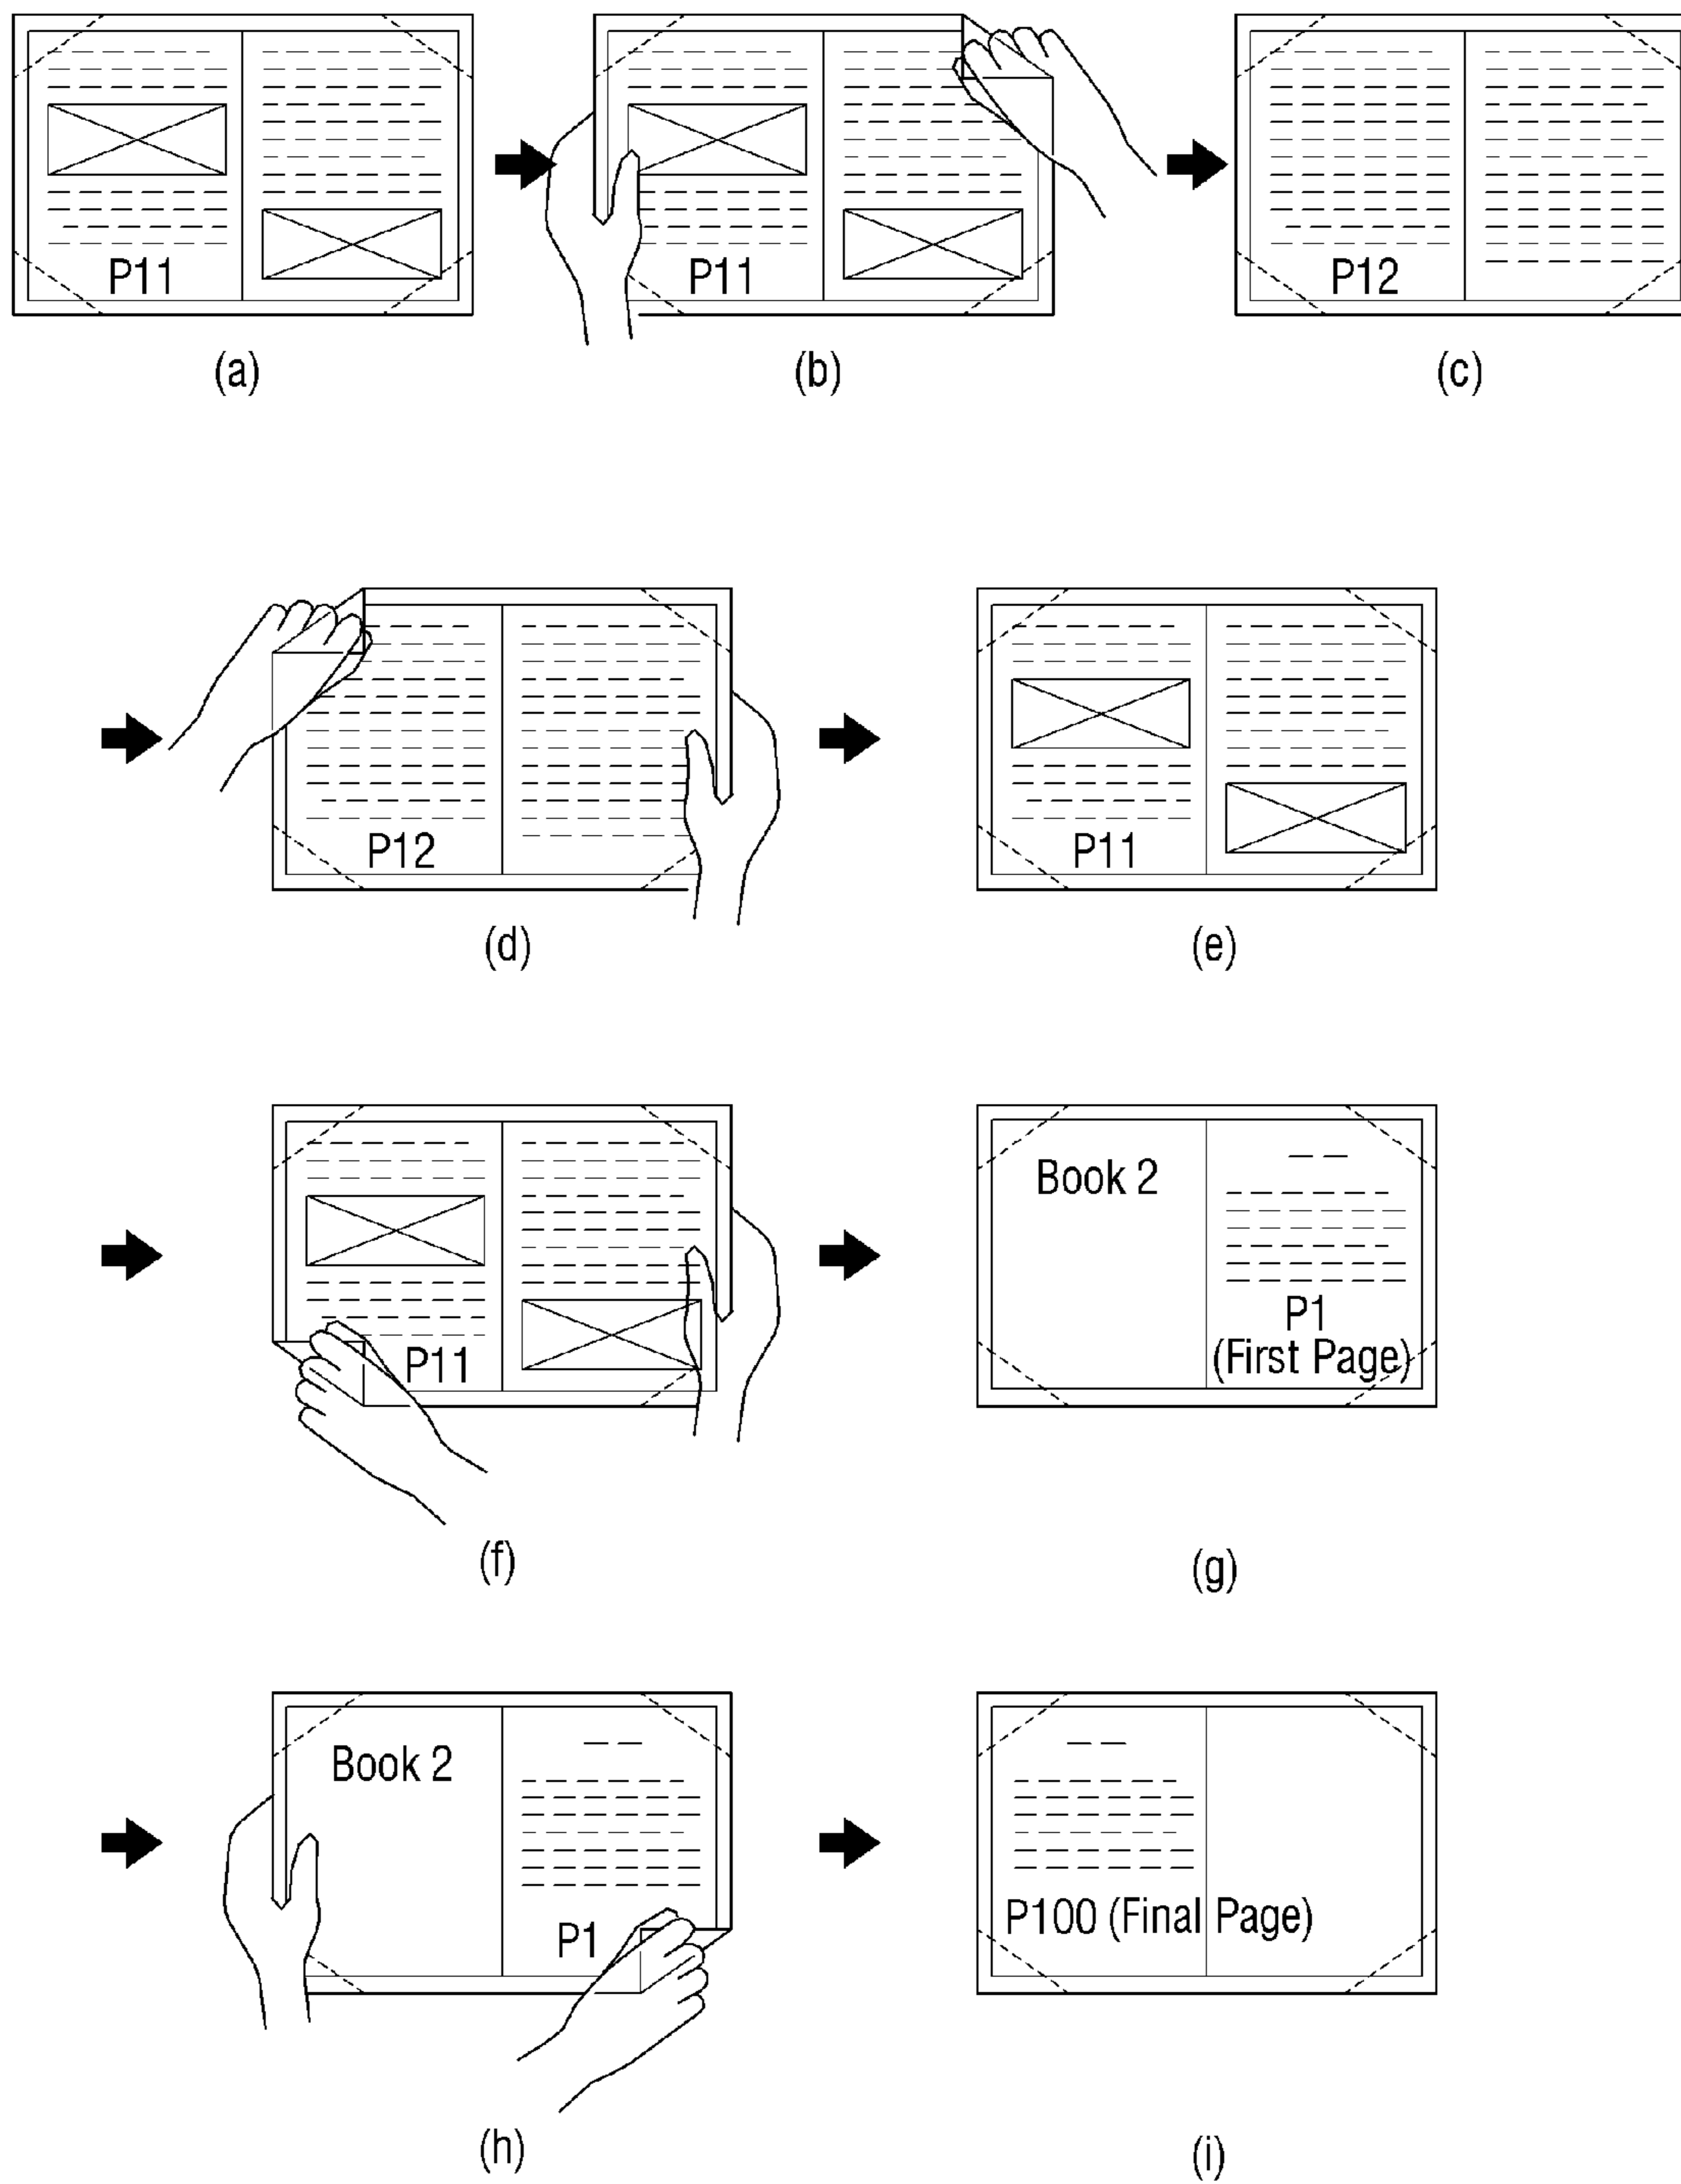 P11
P11
P12
(a)
(b)
(c)
P12
P11
(d)
(e)
Book 2
P11
P1
(First Page)
(f)
(g)
Book 2
P1
P100 (Final Page)
(h)
(i)